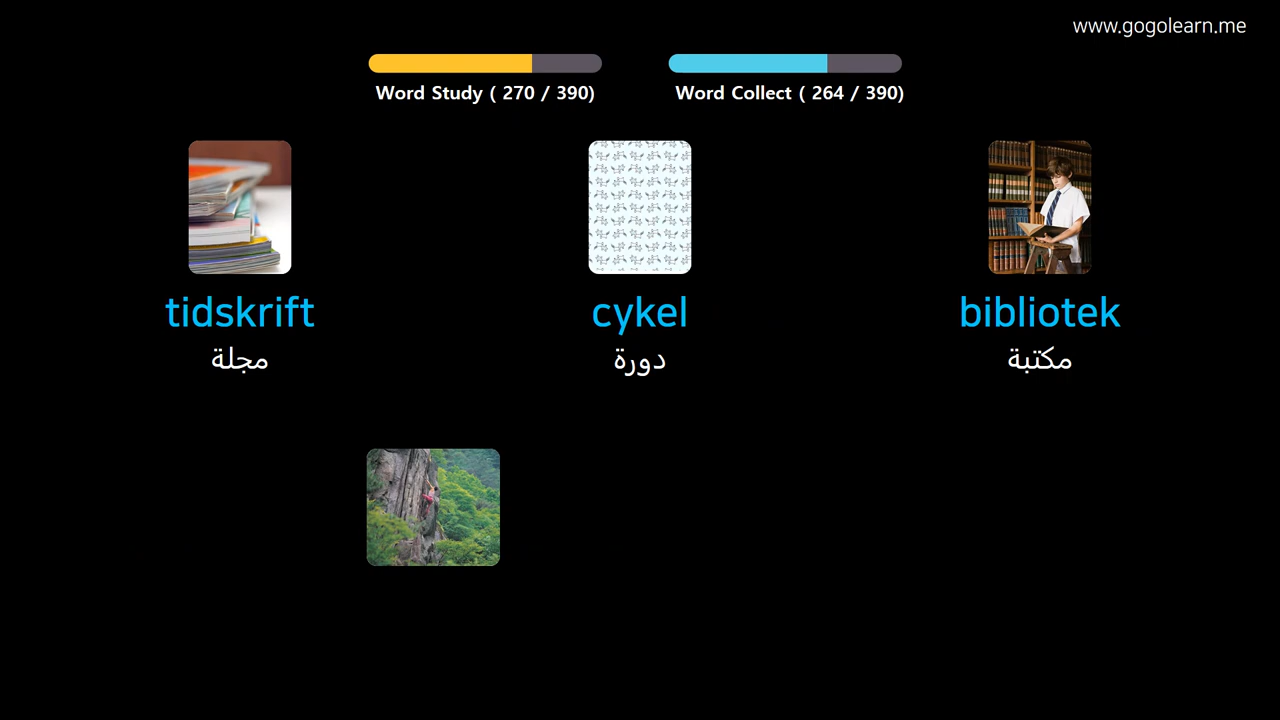 www.gogolearn.me
Word Study ( 270 / 390)
Word Collect ( 264 / 390)
tidskrift
cykel
bibliotek
مجلة
دورة
مكتبة